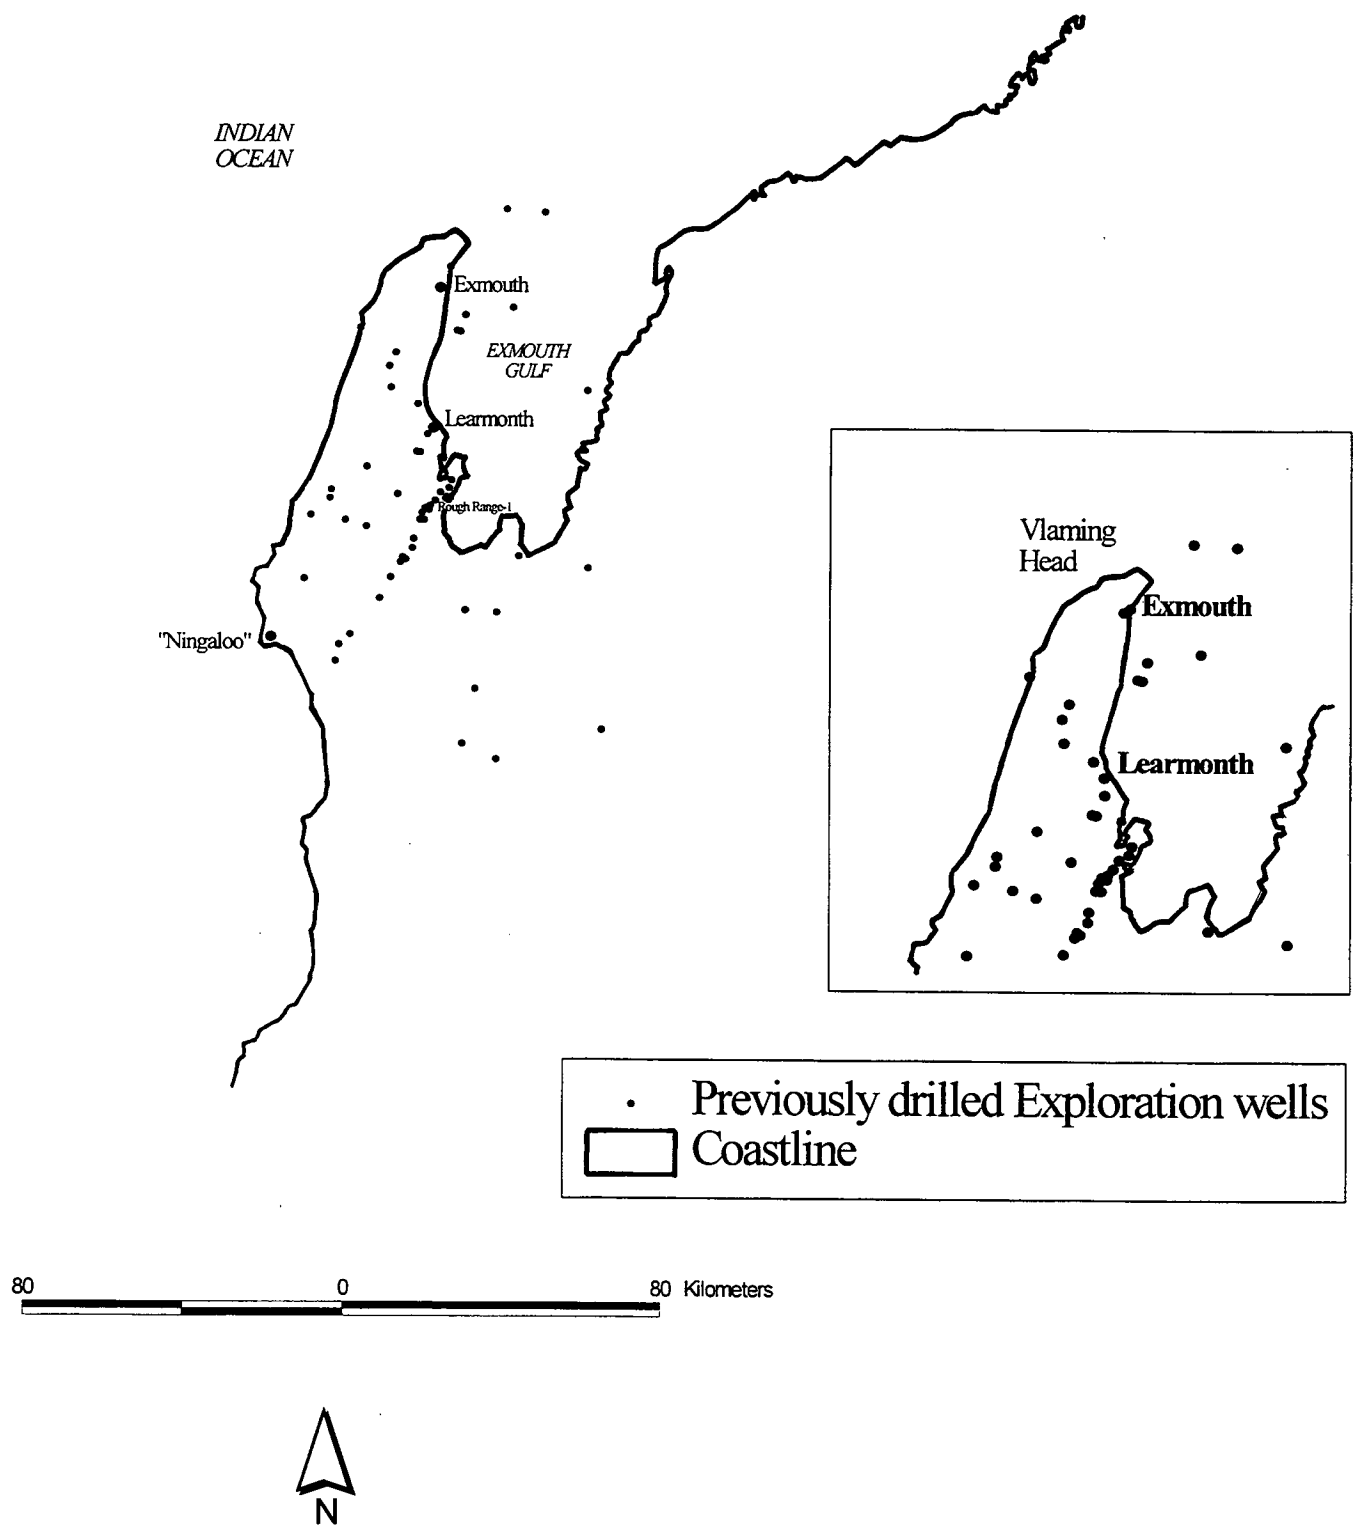 INDIAN
OCEAN
Exmouth
EXMOUTH
GULF
Learmonth
Rough Range-1
"Ningaloo"
Vlaming
Head
Exmouth
Learmonth
Previously drilled Exploration wells
Coastline
80 0 80 Kilometers
N